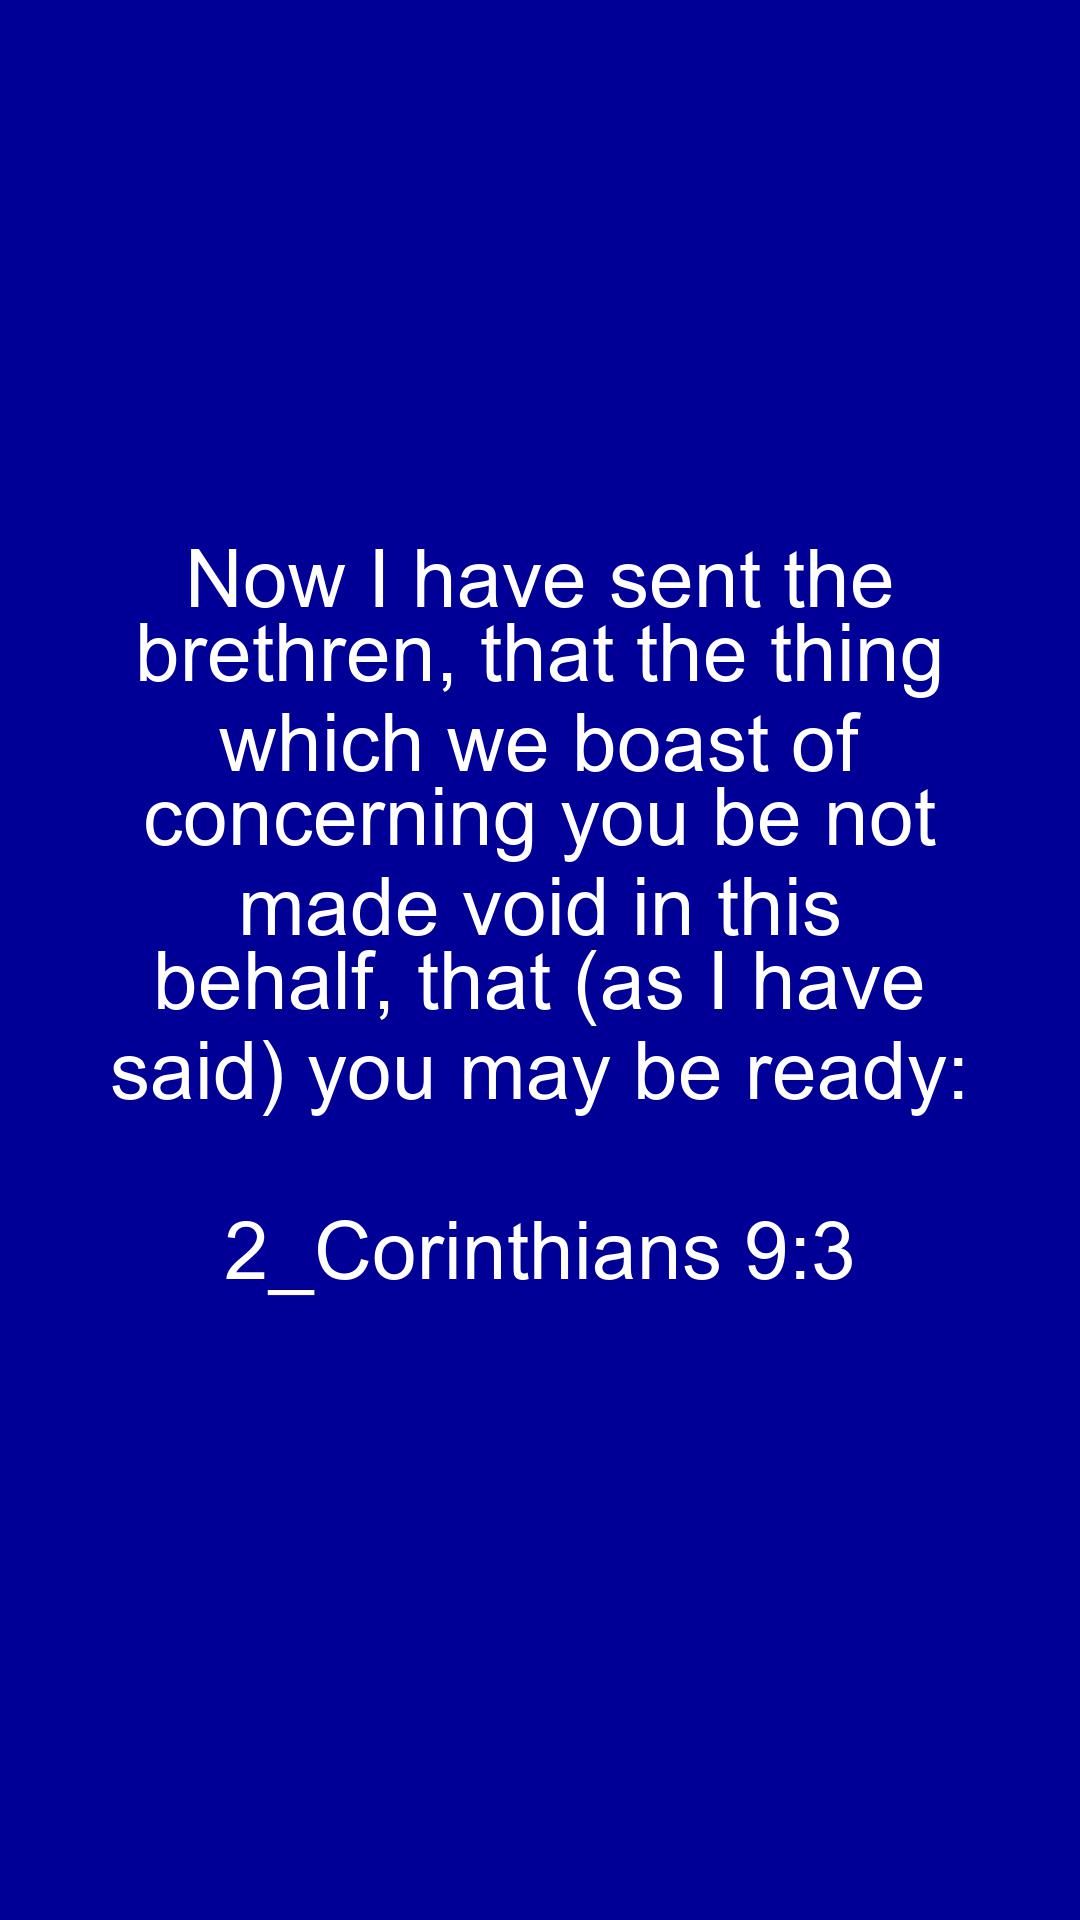 Now I have sent the
brethren, that the thing
which we boast of
concerning you be not
made void in this
behalf, that (as I have
said) you may be ready:
2_Corinthians 9:3